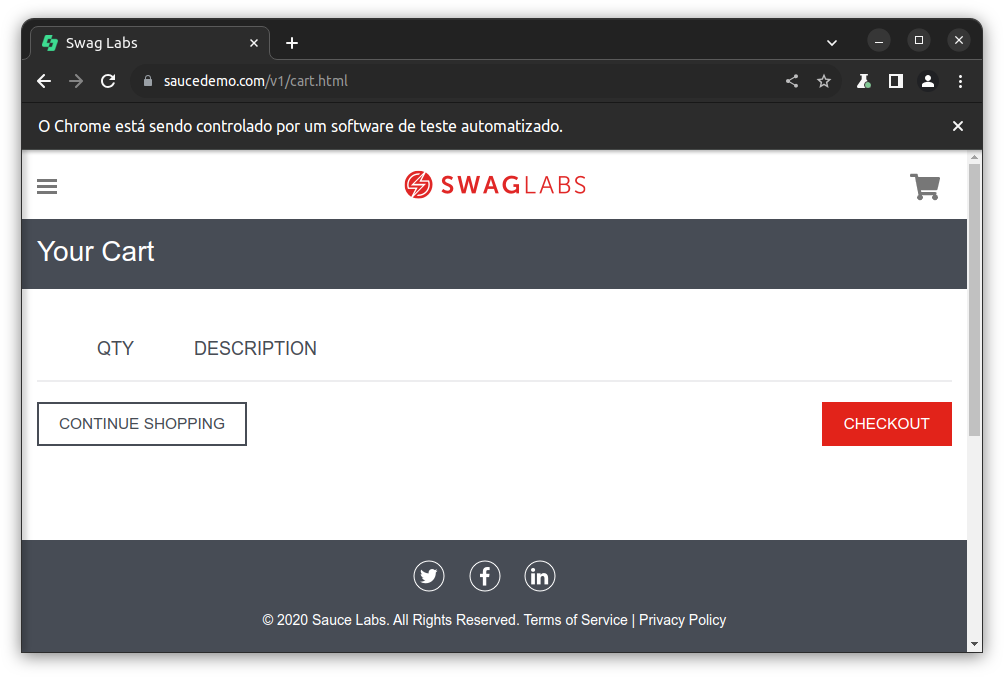 Swag Labs
saucedemo.com/v1/cart.html
O Chrome está sendo controlado por um software de teste automatizado.
SWAGLABS
Your Cart
QTY DESCRIPTION
CONTINUE SHOPPING CHECKOUT
© 2020 Sauce Labs. All Rights Reserved. Terms of Service | Privacy Policy